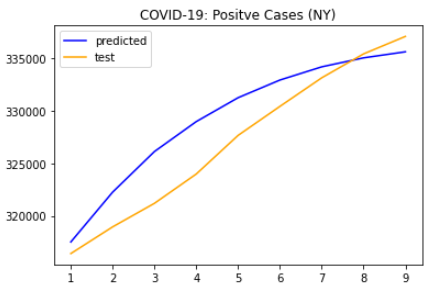 COVID-19: Positve Cases (NY)
predicted
test
335000
330000
325000
320000
1 2 3 4 5 6 7 8 9